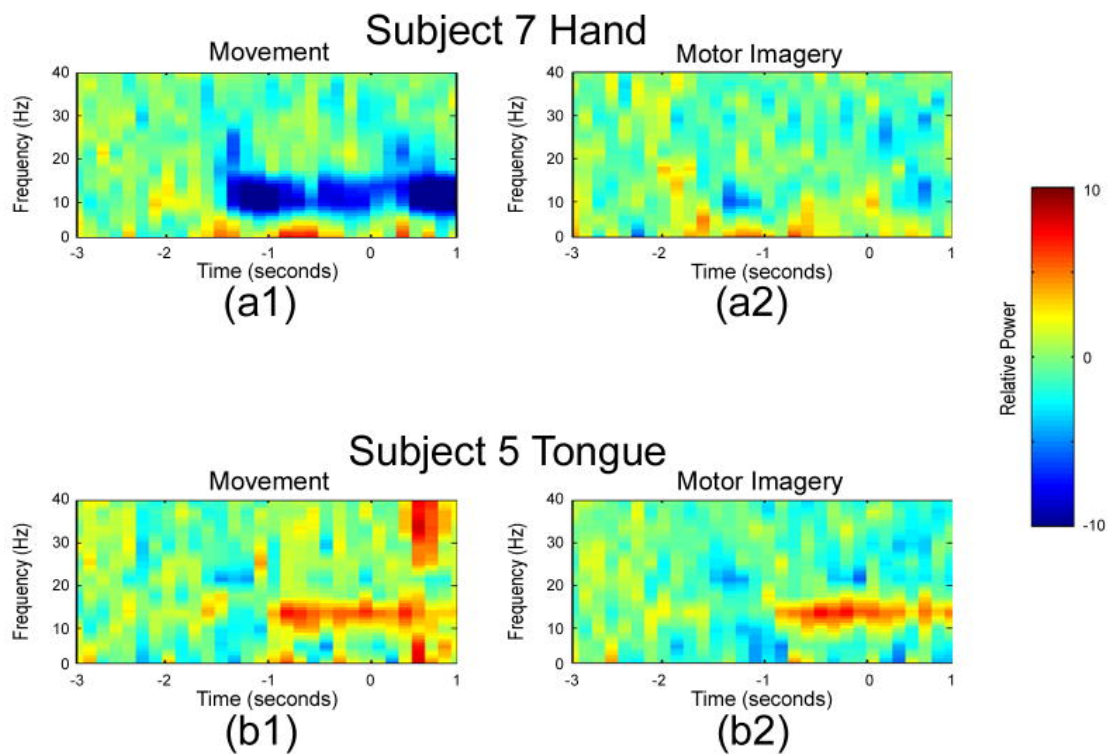 Subject 7 Hand
Movement
Motor Imagery
40
30
20
10
0
Frequency (Hz)
-3
-2
-1
0
1
Time (seconds)
(a1)
40
30
20
10
0
Frequency (Hz)
-3
-2
-1
0
1
Time (seconds)
(a2)
10
0
-10
Relative Power
Subject 5 Tongue
Movement
Motor Imagery
40
30
20
10
0
Frequency (Hz)
-3
-2
-1
0
1
Time (seconds)
(b1)
40
30
20
10
0
Frequency (Hz)
-3
-2
-1
0
1
Time (seconds)
(b2)